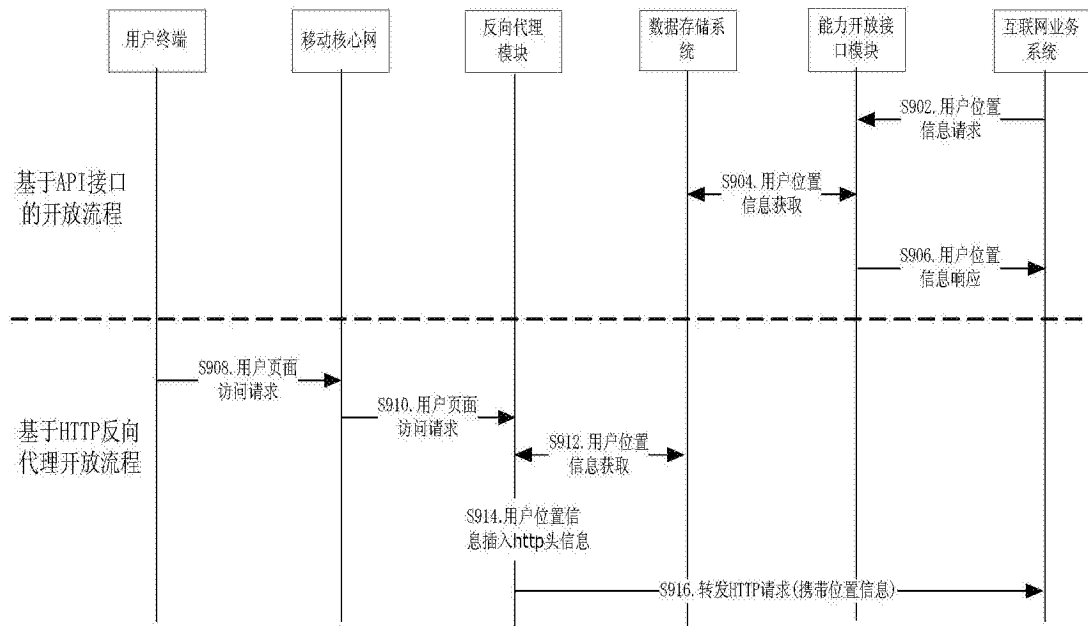 用户终端
移动核心网
反向代理
模块
数据存储系
统
能力开放接
口模块
互联网业务
系统
S902.用户位置
信息请求
基于API接口
的开放流程
S904.用户位置
信息获取
S906.用户位置
信息响应
S908.用户页面
访问请求
S910.用户页面
访问请求
基于HTTP反向
代理开放流程
S912.用户位置
信息获取
S914.用户位置信
息插入http头信息
S916.转发HTTP请求(携带位置信息)